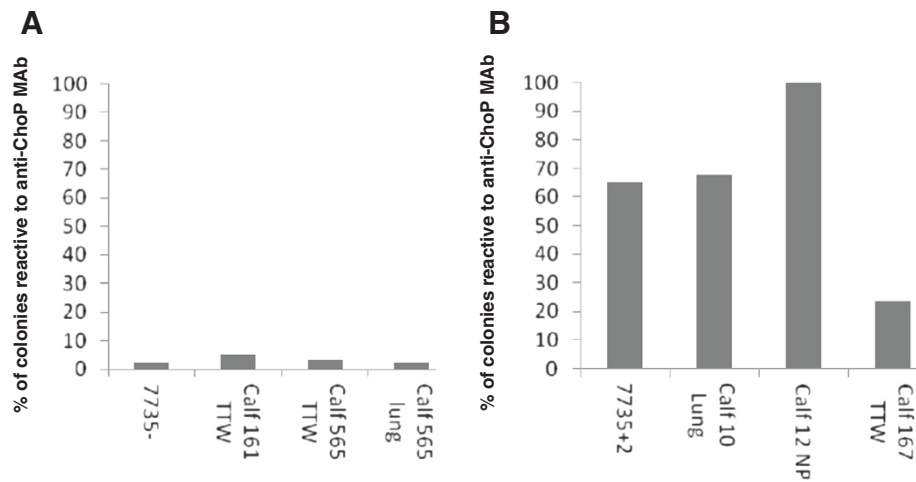 A
% of colonies reactive to anti-ChoP MAb
100
90
80
70
60
50
40
30
20
10
0
7735-
Calf 161
TTW
Calf 565
TTW
Calf 565
lung
B
% of colonies reactive to anti-ChoP MAb
100
90
80
70
60
50
40
30
20
10
0
7735+2
Calf 10
Lung
Calf 12 NP
Calf 167
TTW